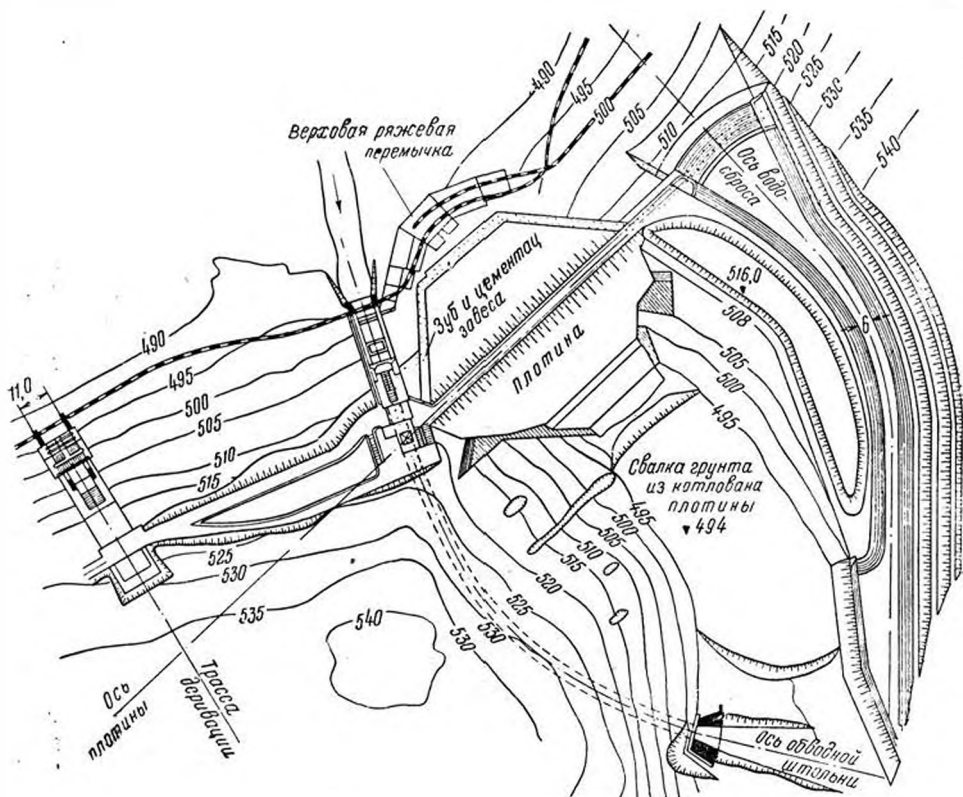 490
495
500
505
510
515
520
525
530
535
540
Верховая ряжевая
перемычка
Ось водо-
сброса
Зуб и цементац
завеса
плотина
516,0
508
505
500
495
6
490
495
500
505
510
515
11,0
Свалка грунта
из котлована
плотины
494
495
500
505
510
515
520
525
530
525
530
535
540
530
Ось
плотины
Трасса
деривации
Ось обводной
штольни